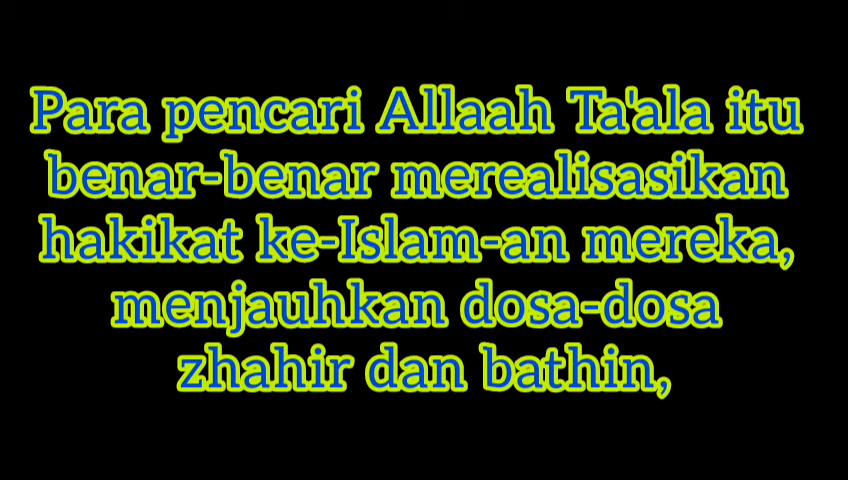 Para pencari Allaah Ta'ala itu
benar-benar merealisasikan
hakikat ke-Islam-an mereka,
menjauhkan dosa-dosa
zhahir dan bathin,